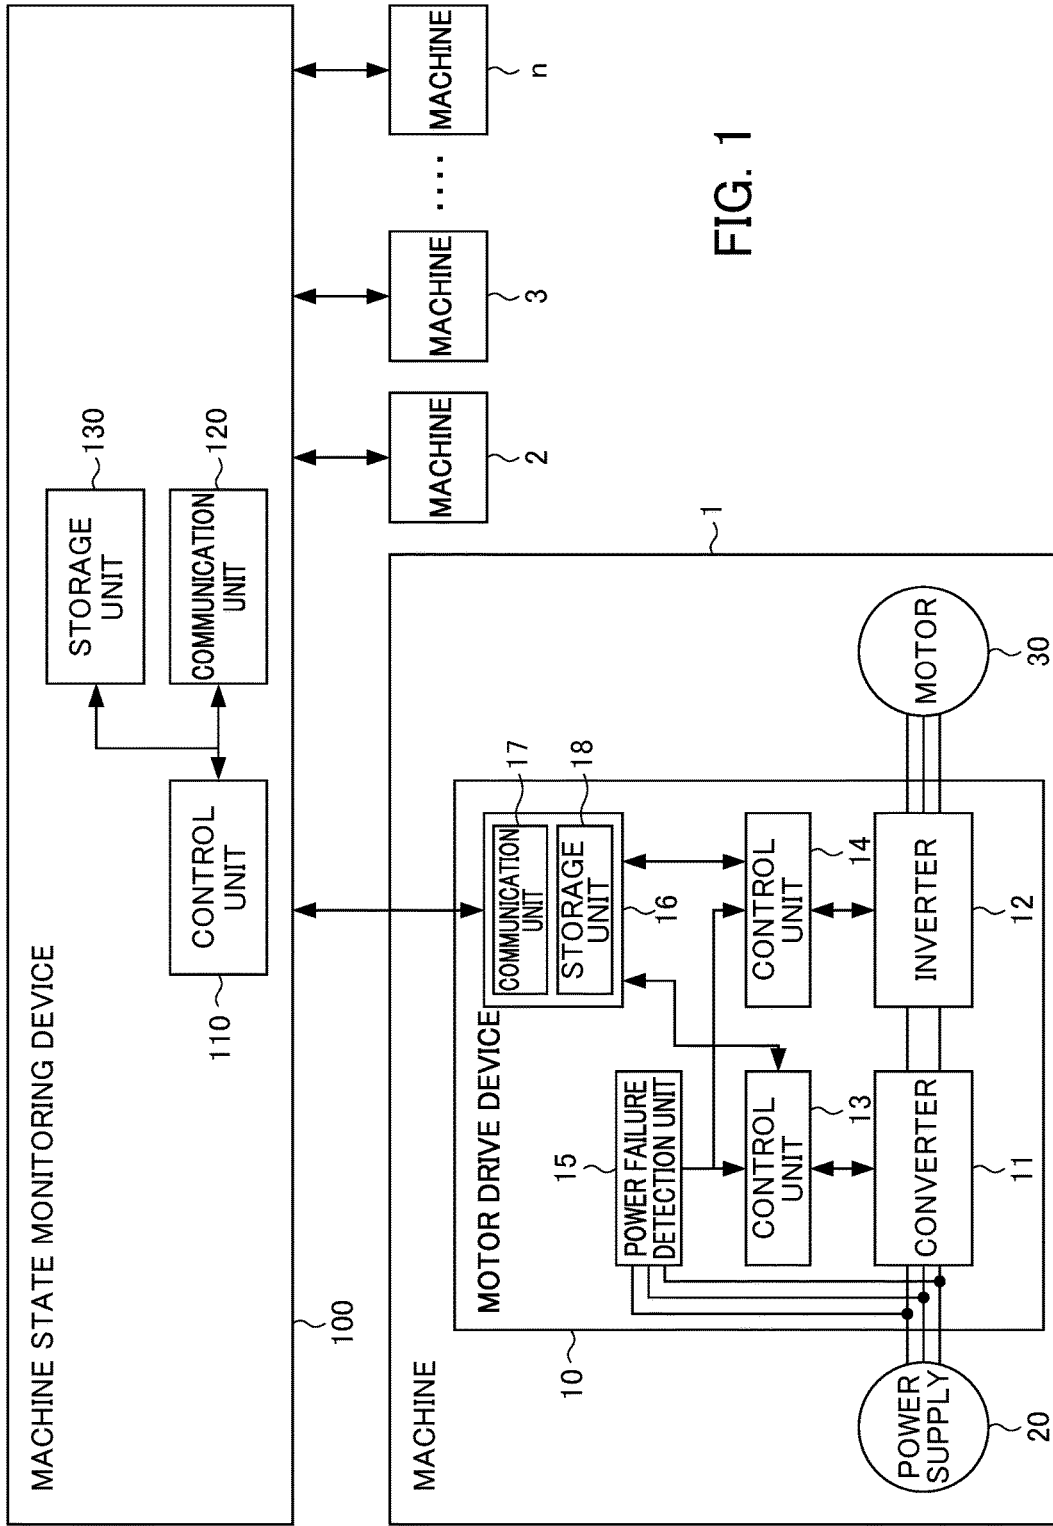 MACHINE STATE MONITORING DEVICE
STORAGE
UNIT
130
CONTROL
UNIT
110
COMMUNICATION
UNIT
120
100
MACHINE
2
MACHINE
3
....
MACHINE
n
MACHINE
1
MOTOR DRIVE DEVICE
10
COMMUNICATION
UNIT
17
STORAGE
UNIT
18
16
15
POWER FAILURE
DETECTION UNIT
CONTROL
UNIT
13
CONTROL
UNIT
14
POWER
SUPPLY
20
CONVERTER
11
INVERTER
12
MOTOR
30
FIG. 1